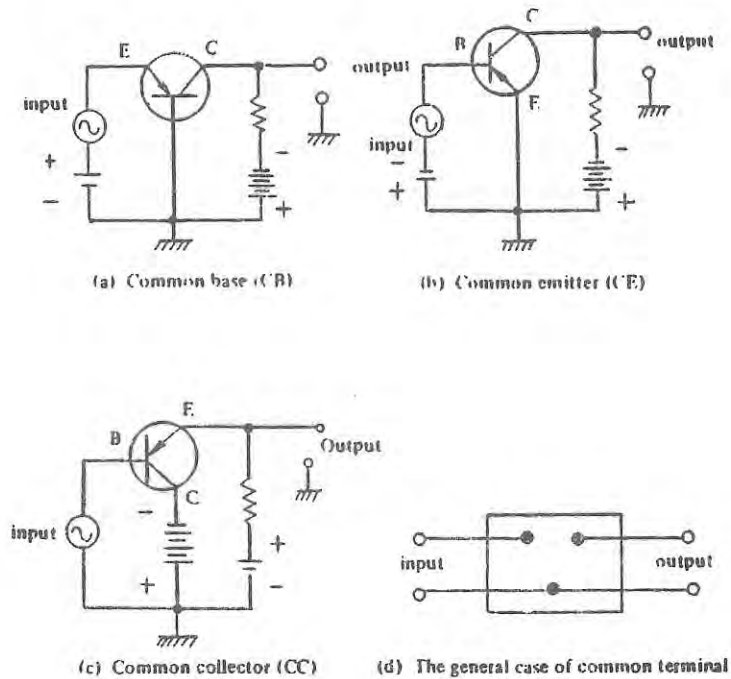 E C
input
+
-
-
+
(a) Common base (CB)
C
B
output
output
E
input
-
+
-
+
(b) Common emitter (CE)
E
B
Output
C
-
input
+
+
-
(c) Common collector (CC)
input
output
(d) The general case of common terminal